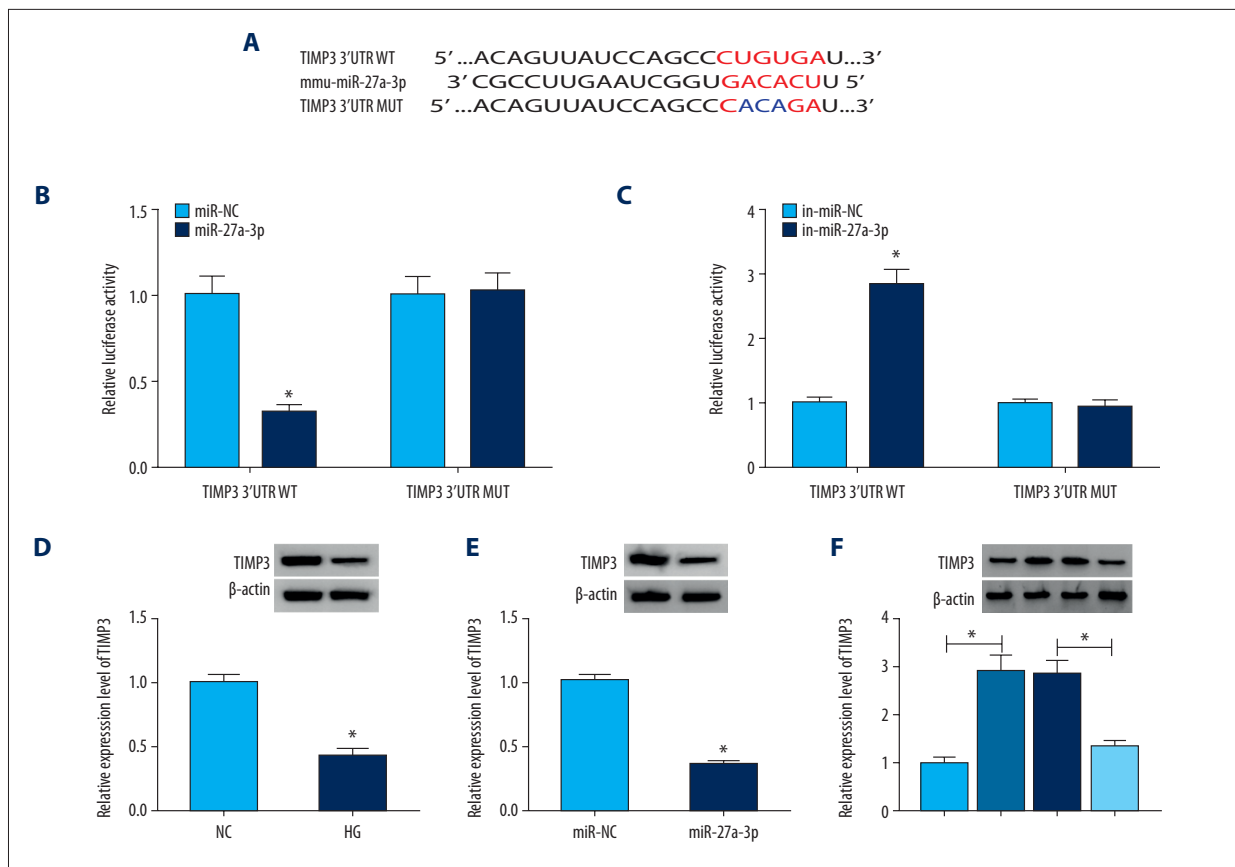 A
TIMP3 3'UTR WT 5' ...ACAGUUAUCCAGCCCUGUGAU...3'
mmu-miR-27a-3p 3' CGCCUUGAAUCGGUGACACUU 5'
TIMP3 3'UTR MUT 5' ...ACAGUUAUCCAGCCCACAGAU...3'
B
miR-NC
miR-27a-3p
Relative luciferase activity
1.5
1.0
0.5
0.0
*
TIMP3 3'UTR WT TIMP3 3'UTR MUT
C
in-miR-NC
in-miR-27a-3p
Relative luciferase activity
4
3
2
1
0
*
TIMP3 3'UTR WT TIMP3 3'UTR MUT
D
TIMP3
β-actin
Relative expression level of TIMP3
1.5
1.0
0.5
0.0
*
NC HG
E
TIMP3
β-actin
Relative expression level of TIMP3
1.5
1.0
0.5
0.0
*
miR-NC miR-27a-3p
F
TIMP3
β-actin
Relative expression level of TIMP3
4
3
2
1
0
* *